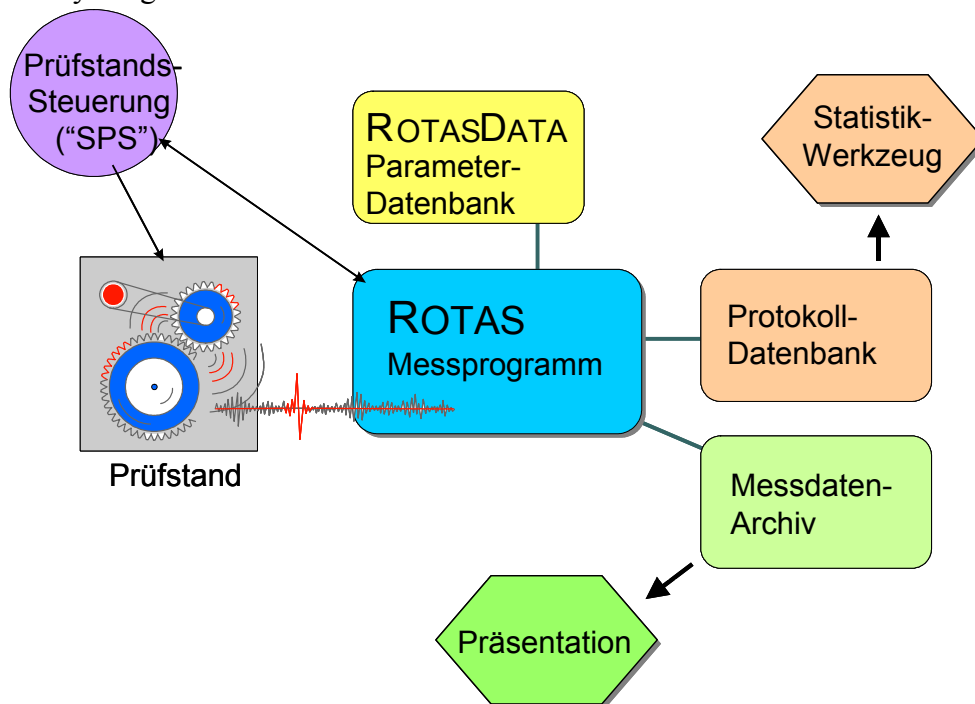 Prüfstands-
Steuerung
(“SPS”)
ROTASDATA
Parameter-
Datenbank
Statistik-
Werkzeug
ROTAS
Messprogramm
Protokoll-
Datenbank
Prüfstand
Messdaten-
Archiv
Präsentation